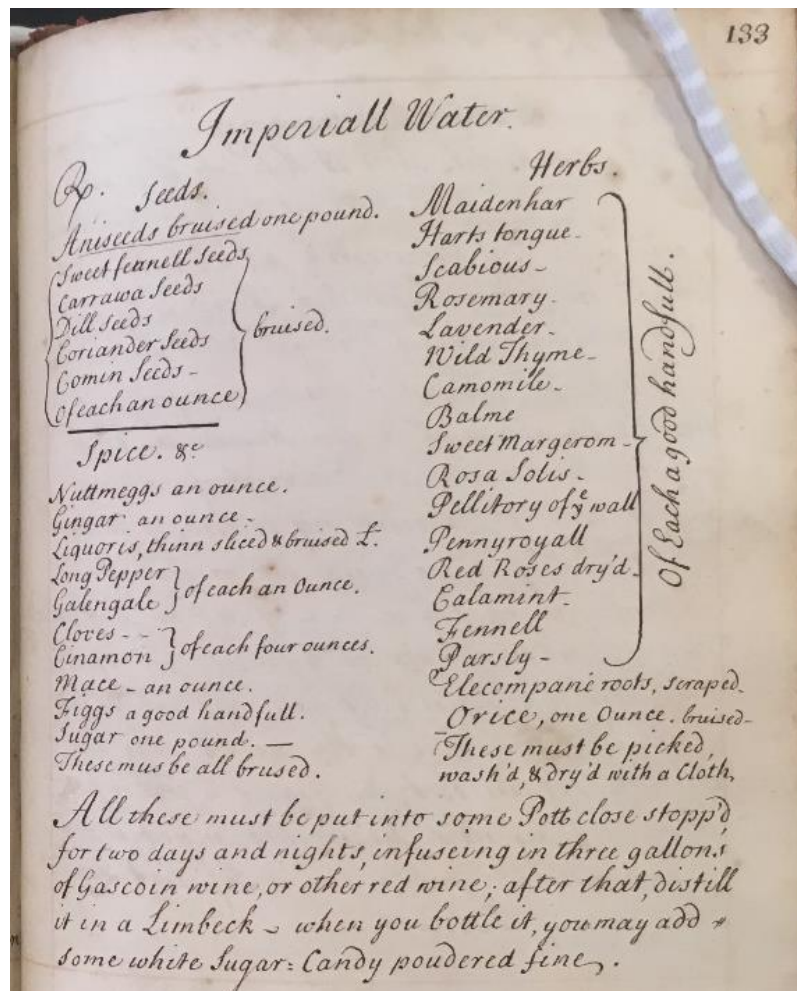 133
Imperiall Water.
Rp. Seeds.
Aniseeds bruised one pound.
Sweet fennell Seeds
Carrawa Seeds
Dill Seeds
Coriander Seeds
Comin Seeds -
Of each an ounce
bruised.
Spice. &c
Nuttmeggs an ounce.
Gingar an ounce -
Liquoris, thinn sliced & bruised
Long Pepper
Galengale
of each an Ounce.
Cloves - -
Cinamon
of each four ounces.
Mace - an ounce.
Figgs a good handfull.
Sugar one pound. —
These mus be all brused.
Herbs.
Maidenhar
Harts tongue -
Scabious -
Rosemary -
Lavender -
Wild Thyme -
Camomile -
Balme
Sweet Margerom -
Rosa Solis -
Pellitory of ye wall
Pennyroyall
Red Roses dry'd -
Calamint -
Fennell
Parsly -
Of Each a good handfull.
Elecompane roots, scraped -
Orice, one Ounce. bruised -
These must be picked,
wash'd, & dry'd with a Cloth,
All these must be put into some Pott close stopp'd,
for two days and nights, infuseing in three gallons
of Gascoin wine, or other red wine; after that, distill
it in a Limbeck - when you bottle it, you may add
some white Sugar = Candy poudered fine.